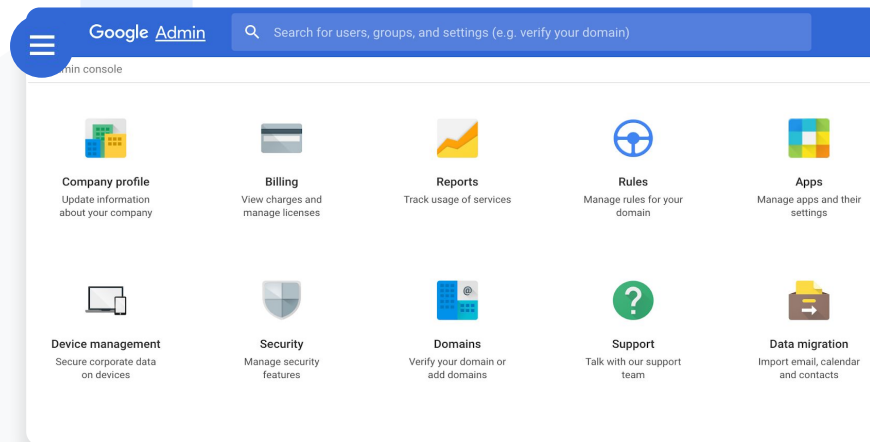 Google Admin
Search for users, groups, and settings (e.g. verify your domain)
min console
Company profile
Update information
about your company
Billing
View charges and
manage licenses
Reports
Track usage of services
Rules
Manage rules for your
domain
Apps
Manage apps and their
settings
Device management
Secure corporate data
on devices
Security
Manage security
features
Domains
Verify your domain or
add domains
@
Support
Talk with our support
team
?
Data migration
Import email, calendar
and contacts